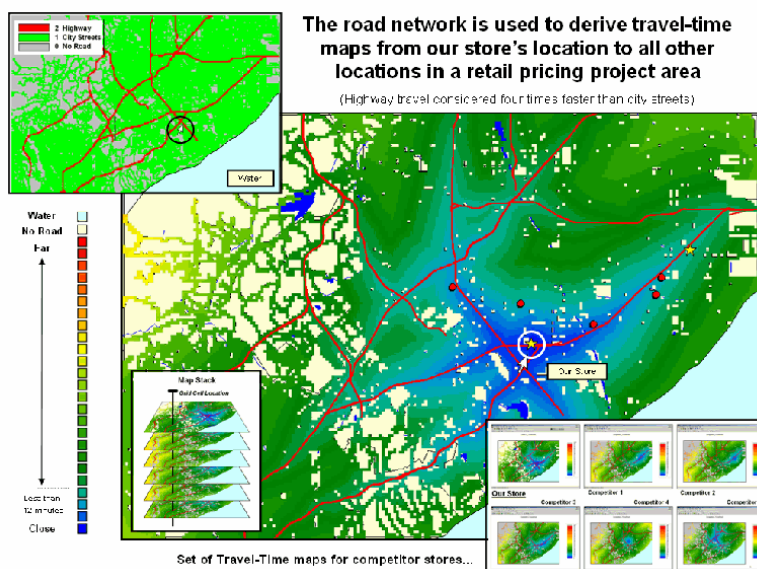 The road network is used to derive travel-time
maps from our store's location to all other
locations in a retail pricing project area
(Highway travel considered four times faster than city streets)
2 Highway
1 City Streets
0 No Road
Water
Water
No Road
Far
Less than
12 minutes
Close
Our Store
Map Stack
Grid Cell Location
Our Store
Competitor 1
Competitor 2
Competitor 3
Competitor 4
Competitor
Set of Travel-Time maps for competitor stores...